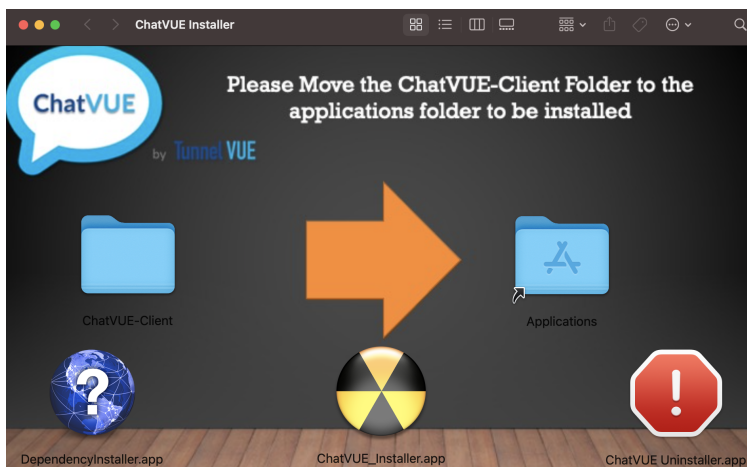 ChatVUE Installer
Please Move the ChatVUE-Client Folder to the
applications folder to be installed
ChatVUE
by Tunnel VUE
ChatVUE-Client
Applications
DependencyInstaller.app
ChatVUE_Installer.app
ChatVUE Uninstaller.app